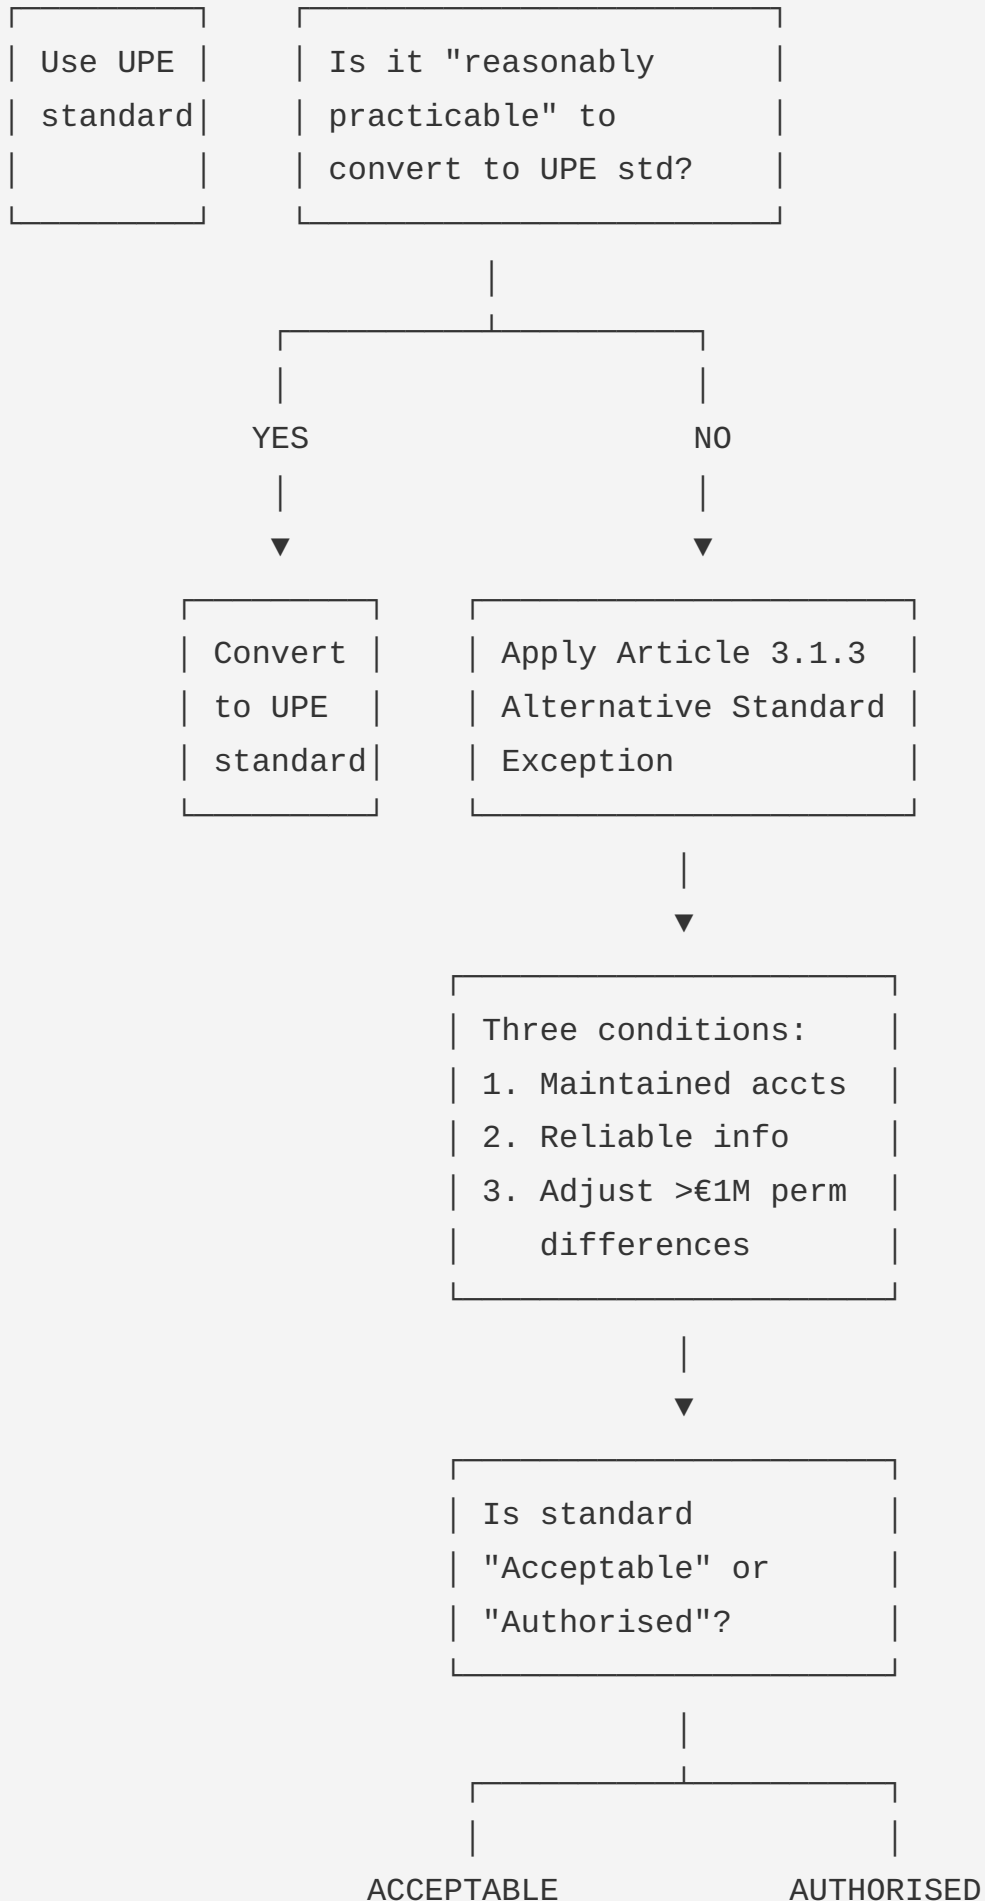 Use UPE
standard
Is it "reasonably
practicable" to
convert to UPE std?
YES
NO
Convert
to UPE
standard
Apply Article 3.1.3
Alternative Standard
Exception
Three conditions:
1. Maintained accts
2. Reliable info
3. Adjust >€1M perm
differences
Is standard
"Acceptable" or
"Authorised"?
ACCEPTABLE
AUTHORISED